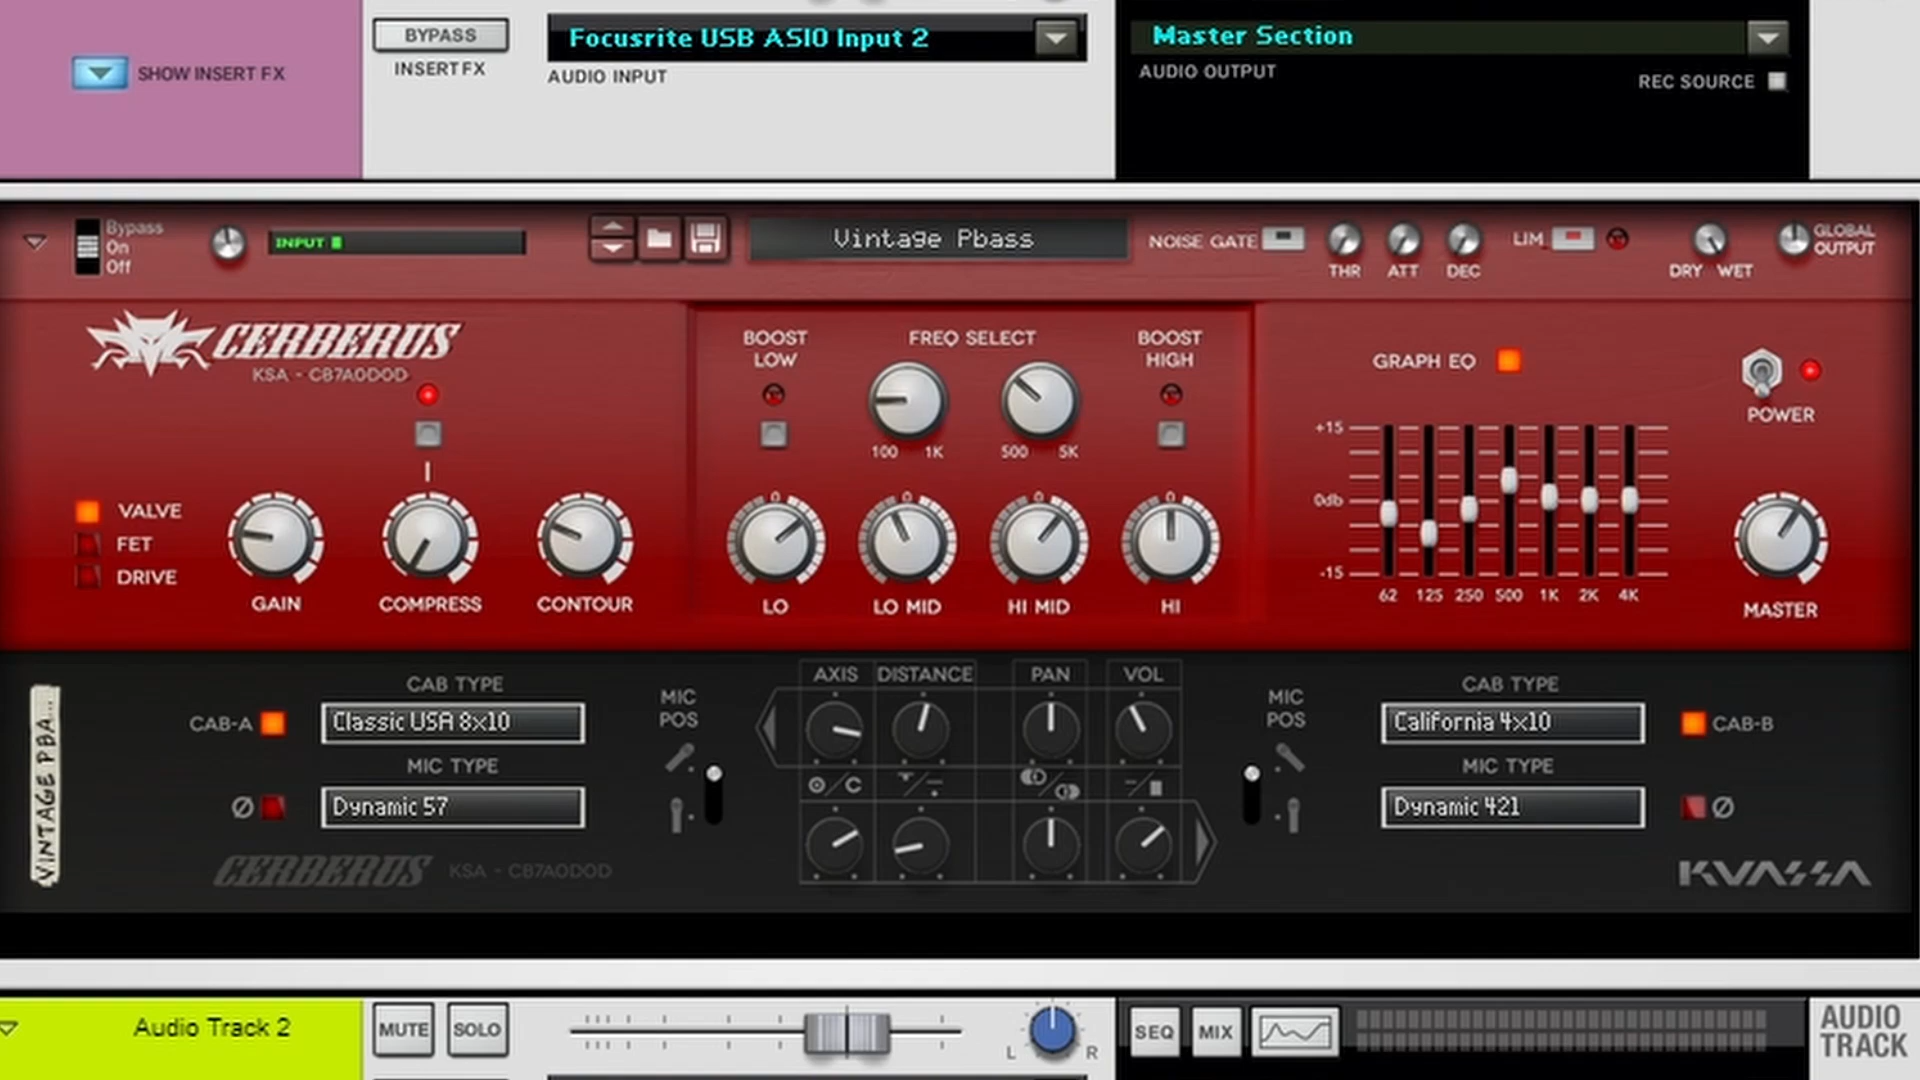 SHOW INSERT FX
BYPASS
INSERT FX
Focusrite USB ASIO Input 2
AUDIO INPUT
Master Section
AUDIO OUTPUT
REC SOURCE
Bypass
On
Off
INPUT
Vintage Pbass
NOISE GATE
THR ATT DEC
LIM
DRY WET
GLOBAL
OUTPUT
CERBERUS
KSA - CB7A0D0D
VALVE
FET
DRIVE
GAIN COMPRESS CONTOUR
BOOST
LOW
FREQ SELECT
BOOST
HIGH
100 1K 500 5K
0 0 0 0
LO LO MID HI MID HI
GRAPH EQ
+15
0db
-15
62 125 250 500 1K 2K 4K
POWER
MASTER
VINTAGE PBA...
CAB TYPE
CAB-A Classic USA 8x10
MIC TYPE
Ø Dynamic 57
CERBERUS KSA - CB7A0D0D
MIC
POS
AXIS DISTANCE PAN VOL
MIC
POS
CAB TYPE
California 4x10 CAB-B
MIC TYPE
Dynamic 421 Ø
KVASSA
Audio Track 2
MUTE SOLO
L R
SEQ MIX
AUDIO
TRACK